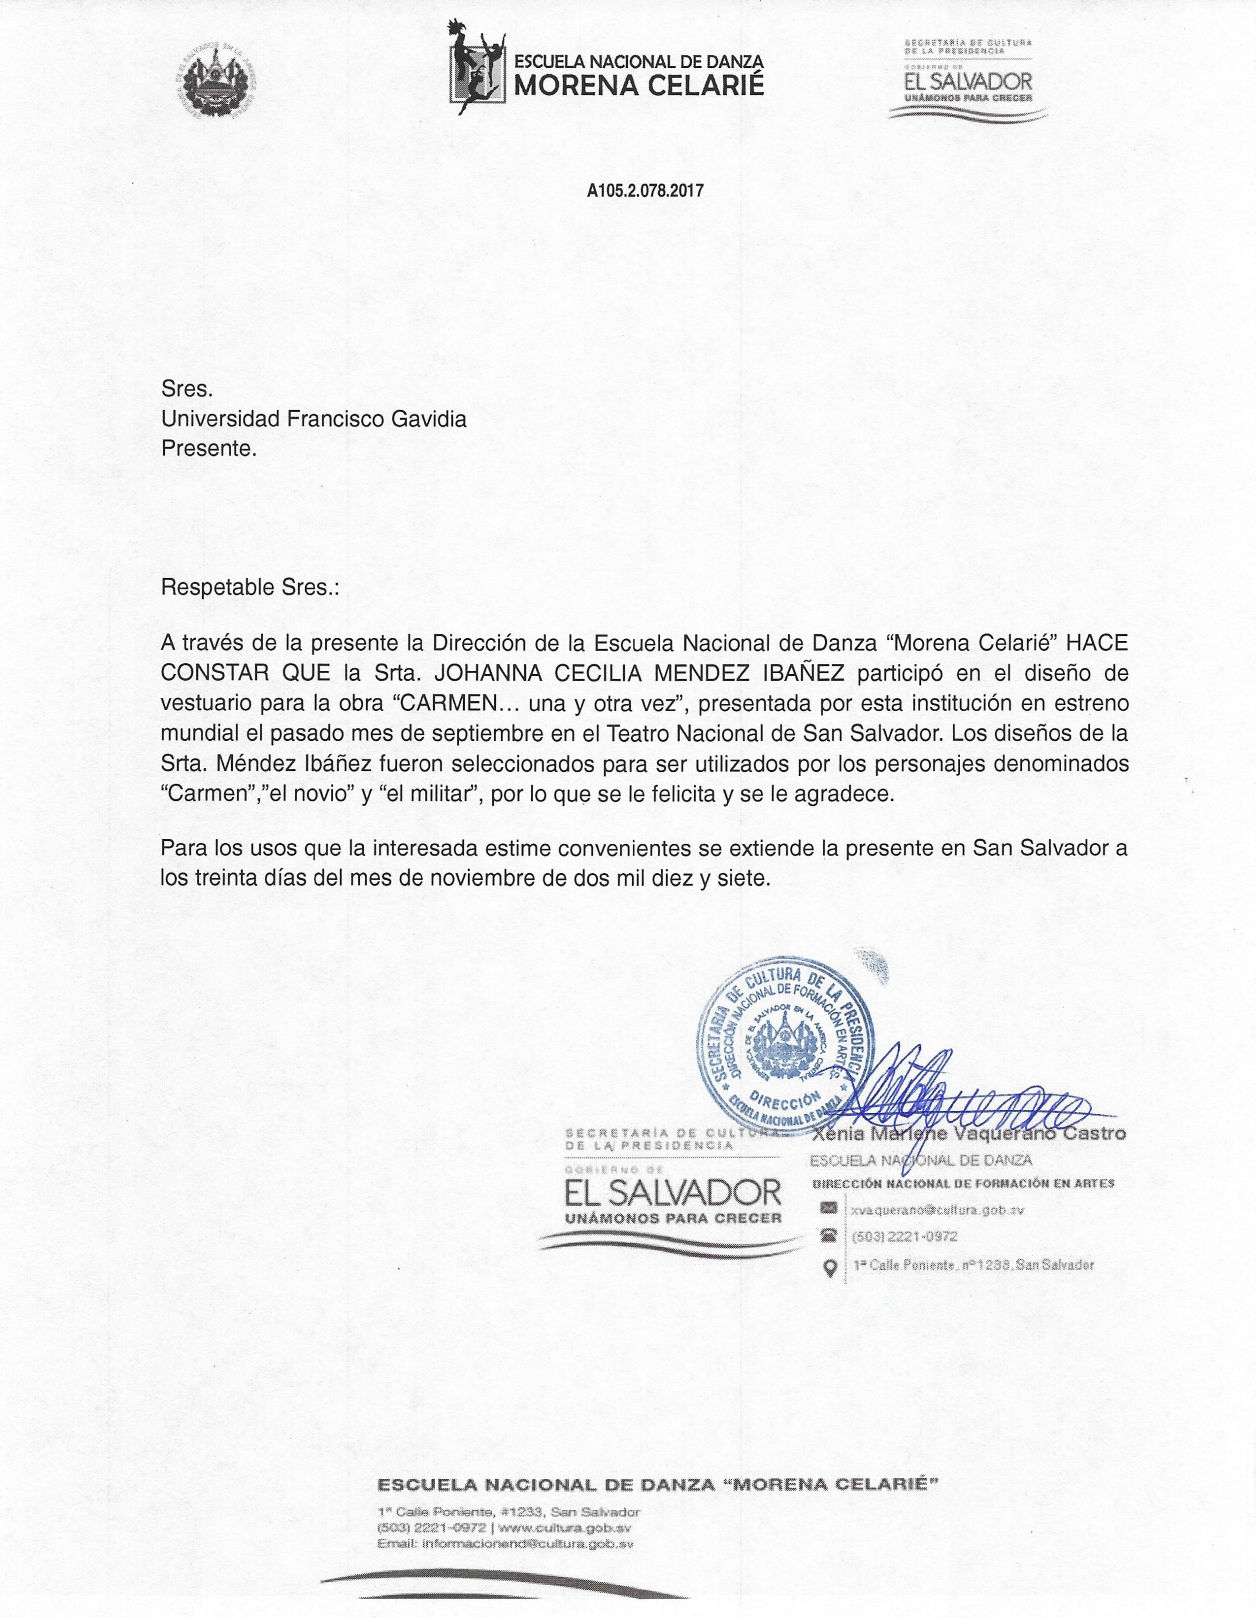 REPUBLICA DE EL SALVADOR EN LA AMERICA CENTRAL
ESCUELA NACIONAL DE DANZA
MORENA CELARIÉ
SECRETARÍA DE CULTURA
DE LA PRESIDENCIA
GOBIERNO DE
EL SALVADOR
UNÁMONOS PARA CRECER
A105.2.078.2017
Sres.
Universidad Francisco Gavidia
Presente.
Respetable Sres.:
A través de la presente la Dirección de la Escuela Nacional de Danza “Morena Celarié” HACE
CONSTAR QUE la Srta. JOHANNA CECILIA MENDEZ IBAÑEZ participó en el diseño de
vestuario para la obra “CARMEN... una y otra vez”, presentada por esta institución en estreno
mundial el pasado mes de septiembre en el Teatro Nacional de San Salvador. Los diseños de la
Srta. Méndez Ibáñez fueron seleccionados para ser utilizados por los personajes denominados
“Carmen”,”el novio” y “el militar”, por lo que se le felicita y se le agradece.
Para los usos que la interesada estime convenientes se extiende la presente en San Salvador a
los treinta días del mes de noviembre de dos mil diez y siete.
SECRETARIA DE CULTURA DE LA PRESIDENCIA
DIRECCIÓN NACIONAL DE FORMACIÓN EN ARTES
REPUBLICA DE EL SALVADOR EN LA AMERICA CENTRAL
DIRECCIÓN
ESCUELA NACIONAL DE DANZA
SECRETARÍA DE CULTURA
DE LA PRESIDENCIA
GOBIERNO DE
EL SALVADOR
UNÁMONOS PARA CRECER
Xenia Marlene Vaquerano Castro
ESCUELA NACIONAL DE DANZA
DIRECCIÓN NACIONAL DE FORMACIÓN EN ARTES
xvaquerano@cultura.gob.sv
(503) 2221-0972
1ª Calle Poniente, nº1233, San Salvador
ESCUELA NACIONAL DE DANZA “MORENA CELARIÉ”
1ª Calle Poniente, #1233, San Salvador
(503) 2221-0972 | www.cultura.gob.sv
Email: informacionend@cultura.gob.sv